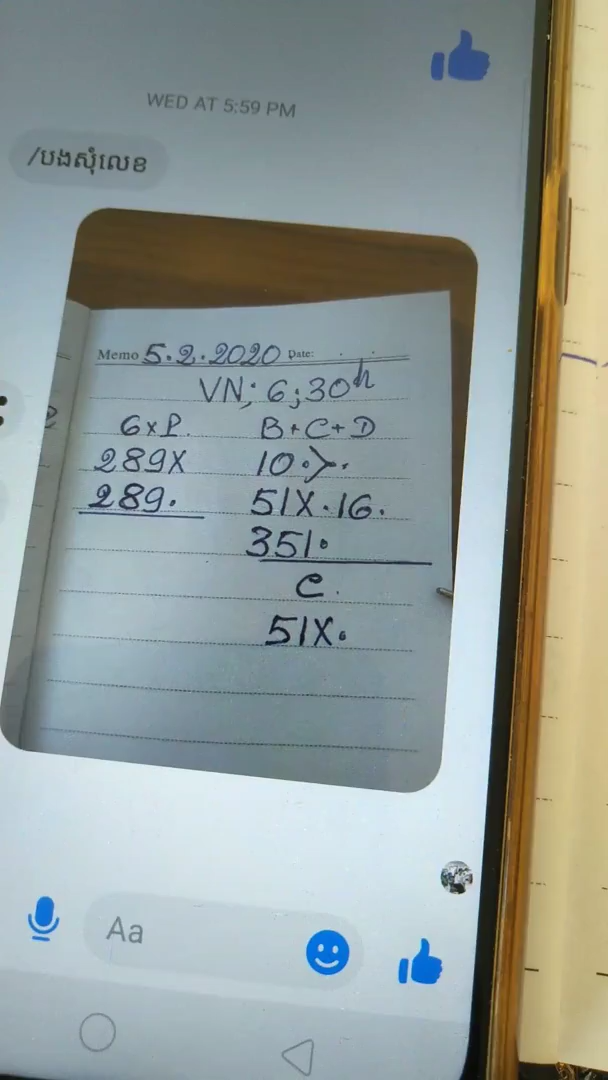 WED AT 5:59 PM
/បងសុំលេខ
Memo 5.2.2020 Date:
VN; 6;30h
6xP. B+C+D
289X 10.>.
289. 51X.16.
351.
C.
51X.
Aa